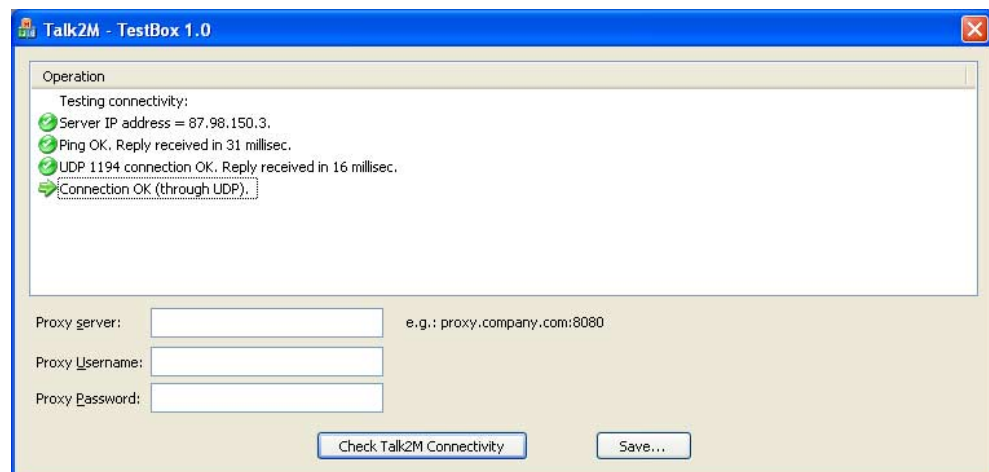 Talk2M - TestBox 1.0
Operation
Testing connectivity:
Server IP address = 87.98.150.3.
Ping OK. Reply received in 31 millisec.
UDP 1194 connection OK. Reply received in 16 millisec.
Connection OK (through UDP).
Proxy server: e.g.: proxy.company.com:8080
Proxy Username:
Proxy Password:
Check Talk2M Connectivity Save...